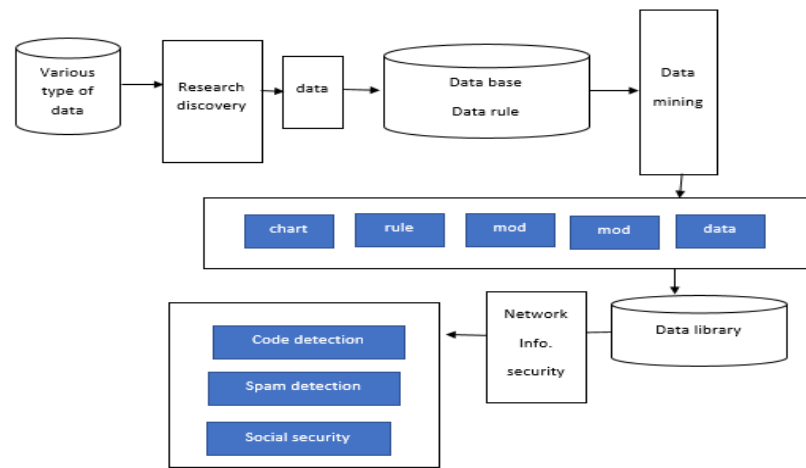 Various
type of
data
Research
discovery
data
Data base
Data rule
Data
mining
chart
rule
mod
mod
data
Data library
Network
Info.
security
Code detection
Spam detection
Social security